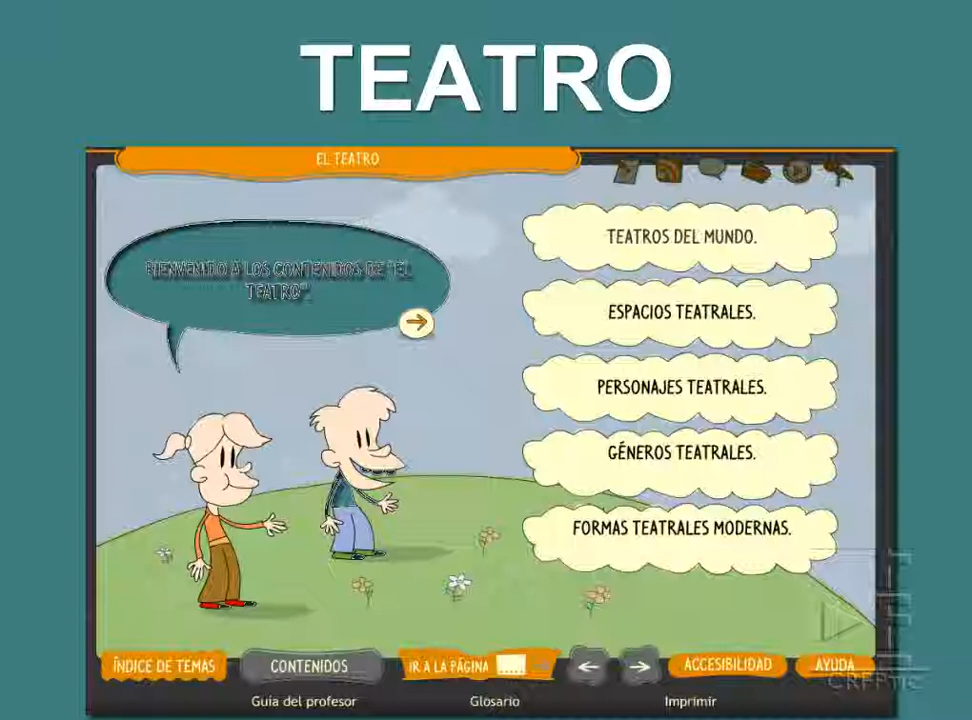 TEATRO
EL TEATRO
BIENVENIDO A LOS CONTENIDOS DE "EL
TEATRO".
TEATROS DEL MUNDO.
ESPACIOS TEATRALES.
PERSONAJES TEATRALES.
GÉNEROS TEATRALES.
FORMAS TEATRALES MODERNAS.
ÍNDICE DE TEMAS
CONTENIDOS
IR A LA PÁGINA
ACCESIBILIDAD
AYUDA
Guía del profesor
Glosario
Imprimir